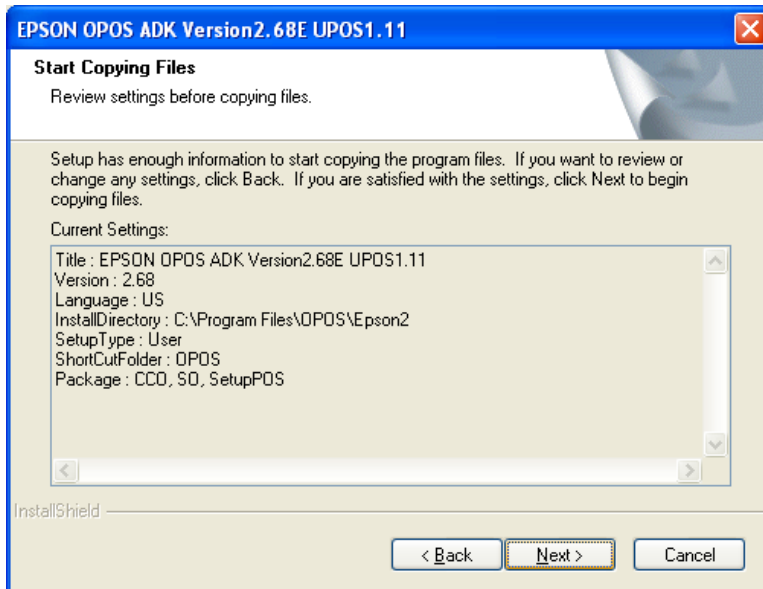 EPSON OPOS ADK Version2.68E UPOS1.11
Start Copying Files
Review settings before copying files.
Setup has enough information to start copying the program files.  If you want to review or
change any settings, click Back.  If you are satisfied with the settings, click Next to begin
copying files.
Current Settings:
Title : EPSON OPOS ADK Version2.68E UPOS1.11
Version : 2.68
Language : US
InstallDirectory : C:\Program Files\OPOS\Epson2
SetupType : User
ShortCutFolder : OPOS
Package : CCO, SO, SetupPOS
InstallShield
< Back
Next >
Cancel